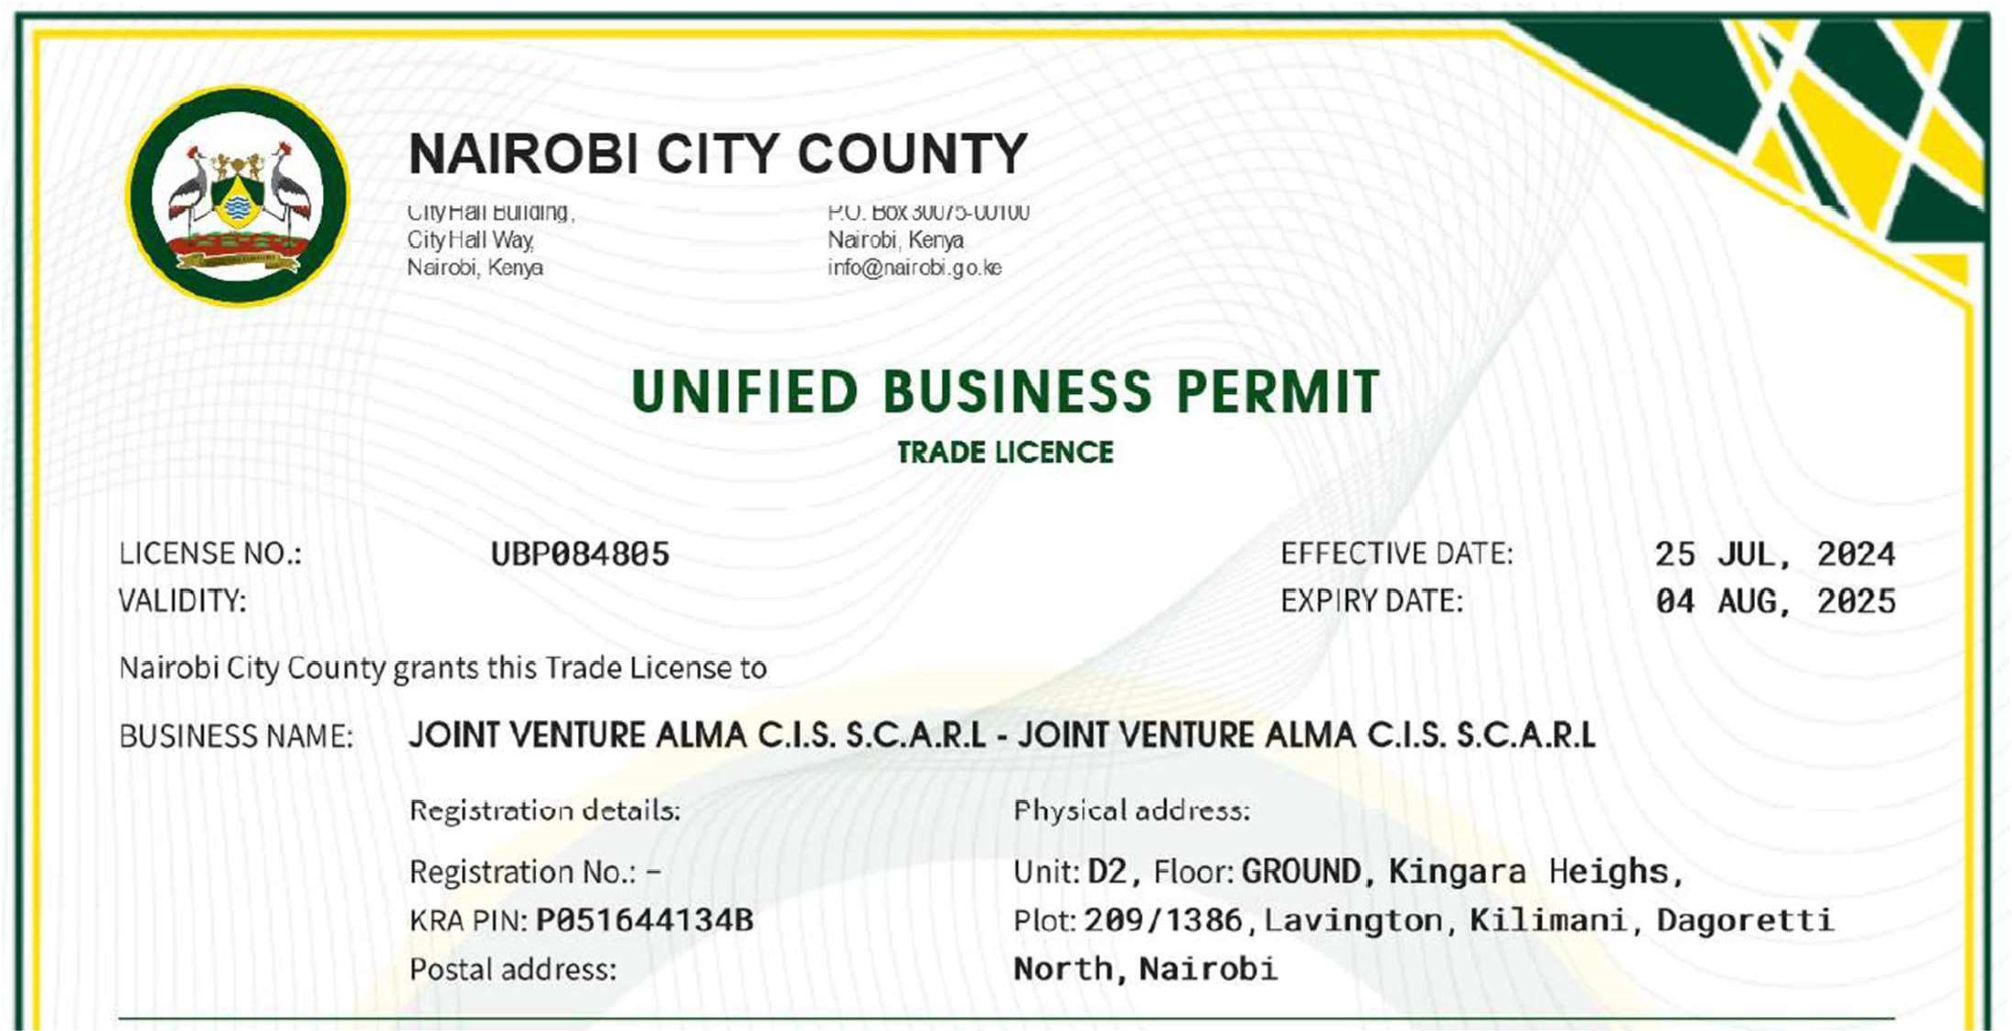 NAIROBI CITY COUNTY
City Hall Building, P.O. Box 30075-00100
City Hall Way, Nairobi, Kenya
Nairobi, Kenya info@nairobi.go.ke
UNIFIED BUSINESS PERMIT
TRADE LICENCE
LICENSE NO.: UBP084805 EFFECTIVE DATE: 25 JUL, 2024
VALIDITY: EXPIRY DATE: 04 AUG, 2025
Nairobi City County grants this Trade License to
BUSINESS NAME: JOINT VENTURE ALMA C.I.S. S.C.A.R.L - JOINT VENTURE ALMA C.I.S. S.C.A.R.L
Registration details: Physical address:
Registration No.: – Unit: D2, Floor: GROUND, Kingara Heighs,
KRA PIN: P051644134B Plot: 209/1386, Lavington, Kilimani, Dagoretti
Postal address: North, Nairobi